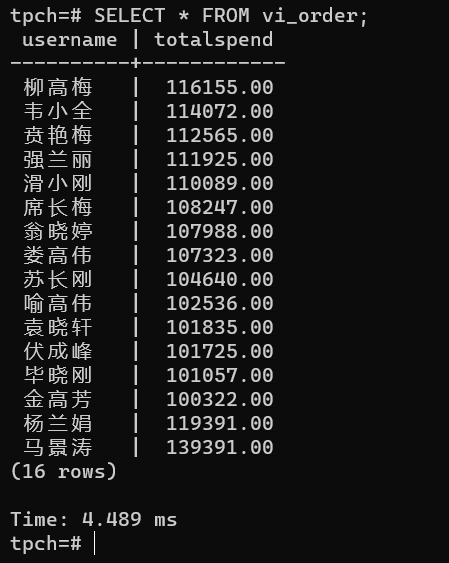 tpch=# SELECT * FROM vi_order;
 username | totalspend
----------+------------
 柳高梅   |  116155.00
 韦小全   |  114072.00
 贲艳梅   |  112565.00
 强兰丽   |  111925.00
 滑小刚   |  110089.00
 席长梅   |  108247.00
 翁晓婷   |  107988.00
 娄高伟   |  107323.00
 苏长刚   |  104640.00
 喻高伟   |  102536.00
 袁晓轩   |  101835.00
 伏成峰   |  101725.00
 毕晓刚   |  101057.00
 金高芳   |  100322.00
 杨兰娟   |  119391.00
 马景涛   |  139391.00
(16 rows)

Time: 4.489 ms
tpch=#